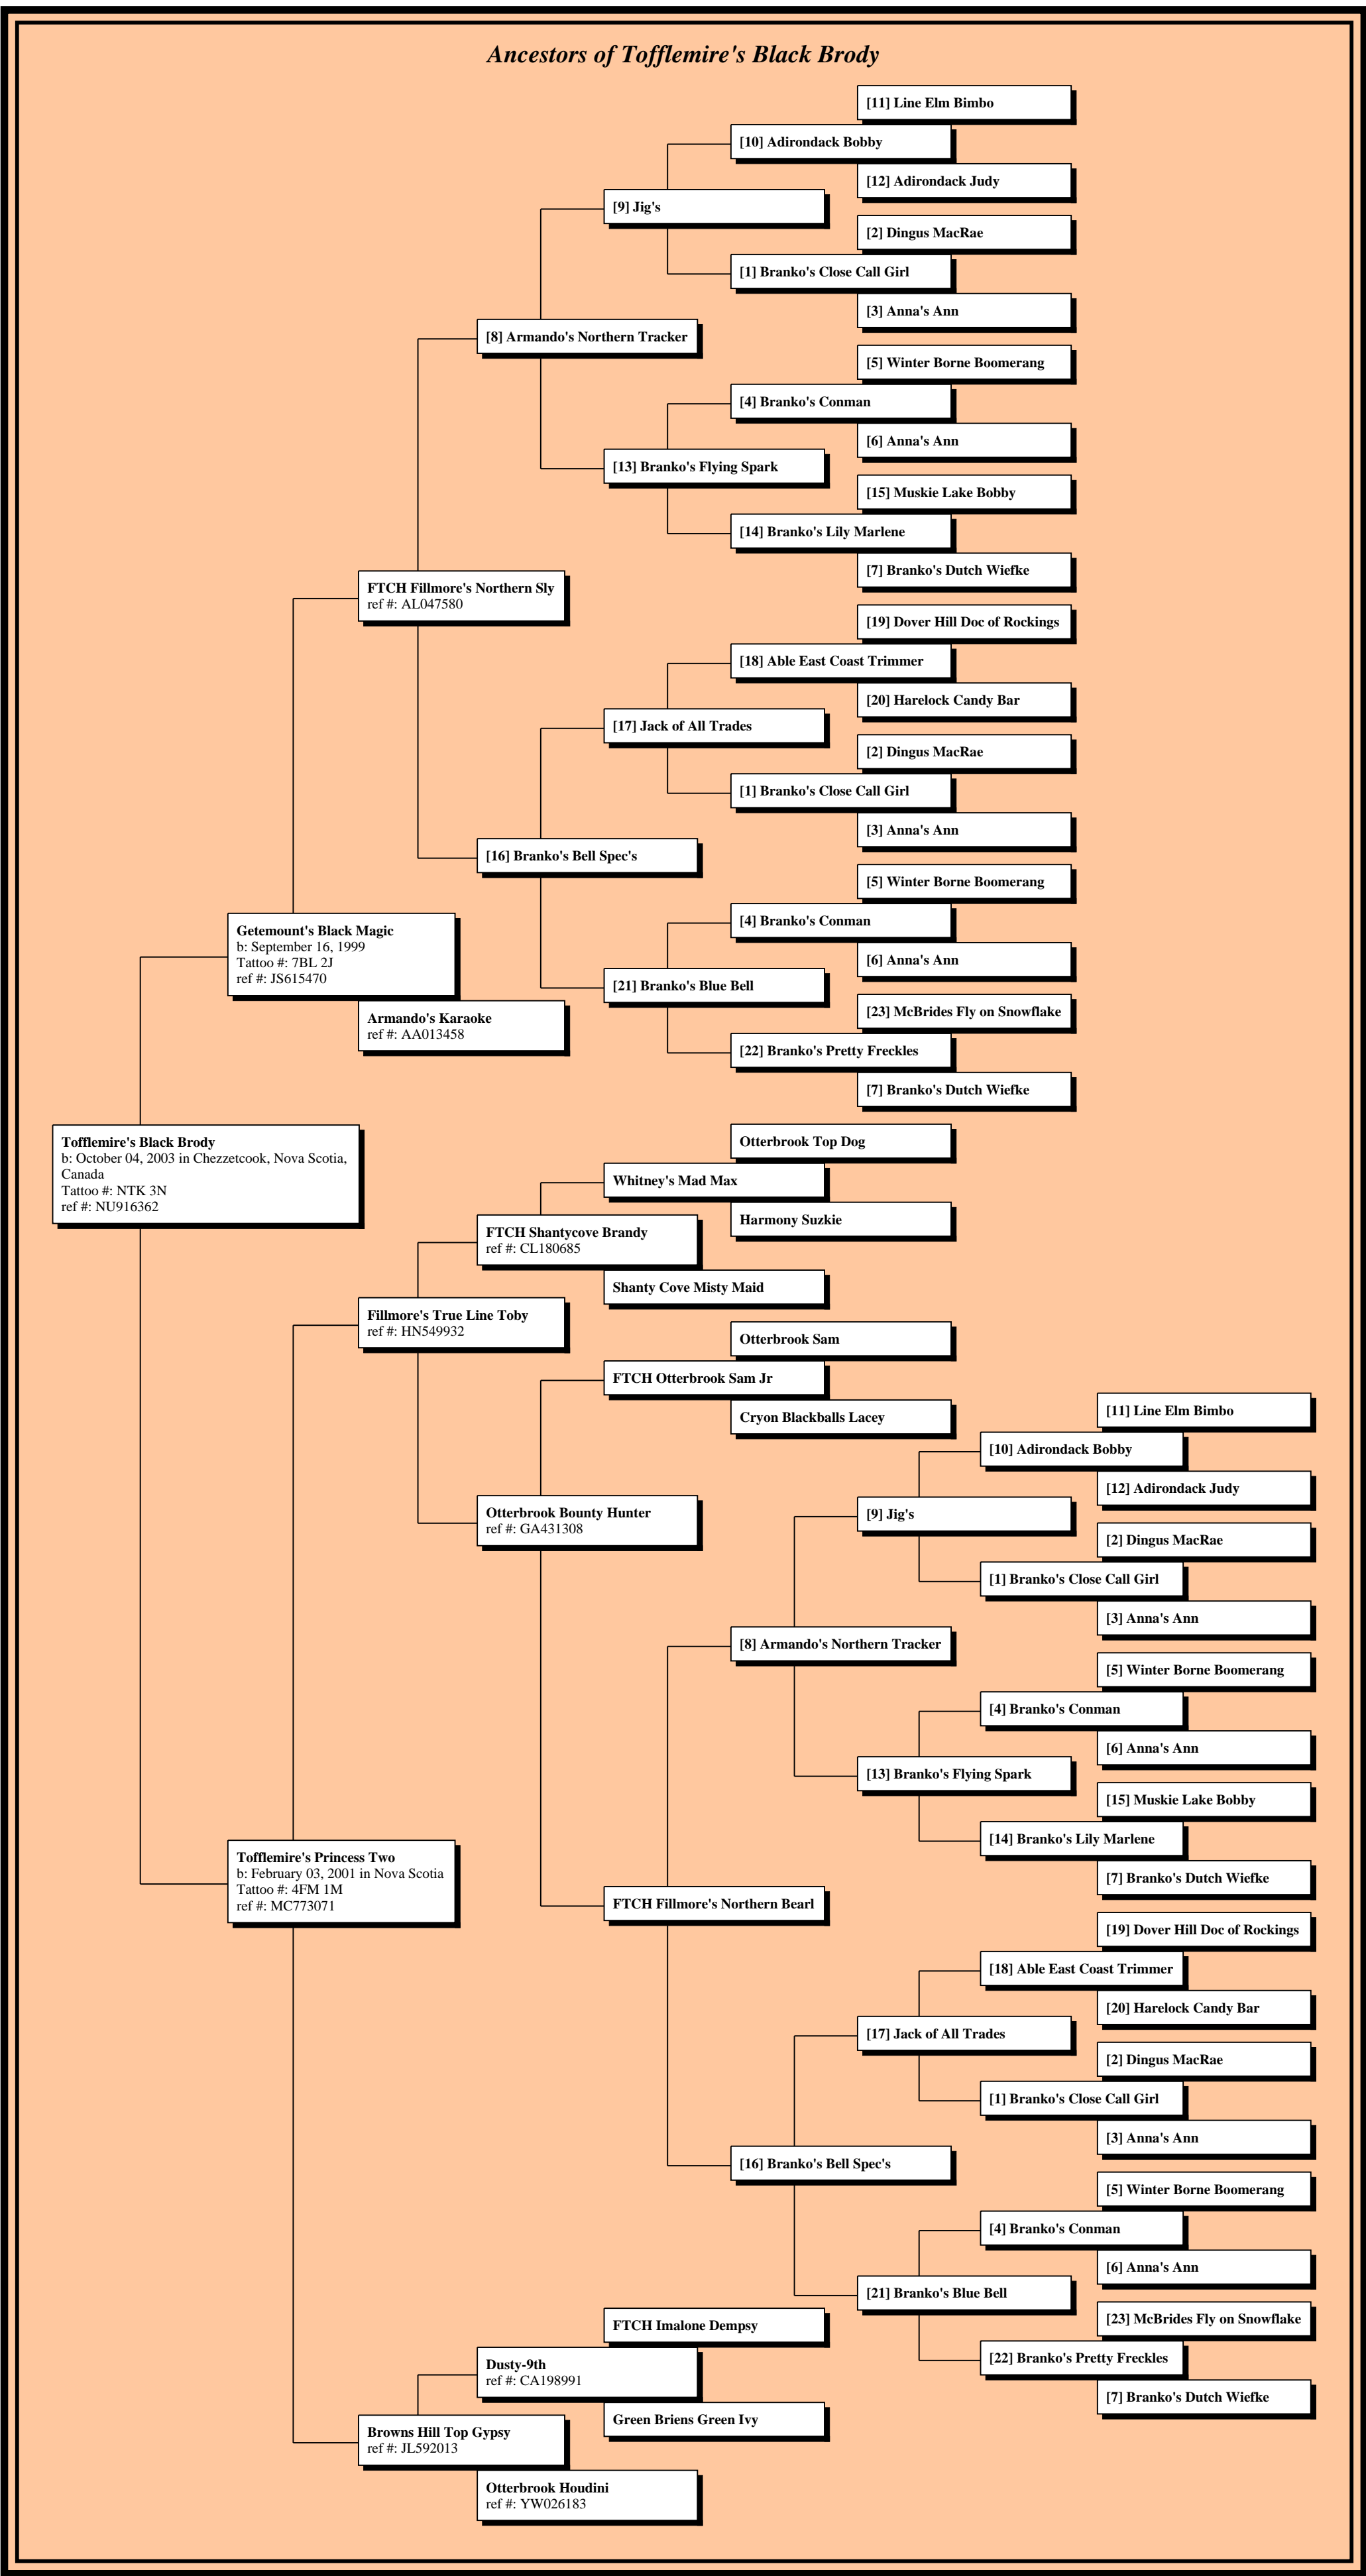 Ancestors of Tofflemire's Black Brody
[11] Line Elm Bimbo
[10] Adirondack Bobby
[12] Adirondack Judy
[9] Jig's
[2] Dingus MacRae
[1] Branko's Close Call Girl
[3] Anna's Ann
[8] Armando's Northern Tracker
[5] Winter Borne Boomerang
[4] Branko's Conman
[6] Anna's Ann
[13] Branko's Flying Spark
[15] Muskie Lake Bobby
[14] Branko's Lily Marlene
[7] Branko's Dutch Wiefke
FTCH Fillmore's Northern Sly
ref #: AL047580
[19] Dover Hill Doc of Rockings
[18] Able East Coast Trimmer
[20] Harelock Candy Bar
[17] Jack of All Trades
[2] Dingus MacRae
[1] Branko's Close Call Girl
[3] Anna's Ann
[16] Branko's Bell Spec's
[5] Winter Borne Boomerang
[4] Branko's Conman
[6] Anna's Ann
[21] Branko's Blue Bell
[23] McBrides Fly on Snowflake
[22] Branko's Pretty Freckles
[7] Branko's Dutch Wiefke
Getemount's Black Magic
b: September 16, 1999
Tattoo #: 7BL 2J
ref #: JS615470
Armando's Karaoke
ref #: AA013458
Tofflemire's Black Brody
b: October 04, 2003 in Chezzetcook, Nova Scotia,
Canada
Tattoo #: NTK 3N
ref #: NU916362
Otterbrook Top Dog
Whitney's Mad Max
Harmony Suzkie
FTCH Shantycove Brandy
ref #: CL180685
Shanty Cove Misty Maid
Fillmore's True Line Toby
ref #: HN549932
Otterbrook Sam
FTCH Otterbrook Sam Jr
Cryon Blackballs Lacey
Otterbrook Bounty Hunter
ref #: GA431308
[11] Line Elm Bimbo
[10] Adirondack Bobby
[12] Adirondack Judy
[9] Jig's
[2] Dingus MacRae
[1] Branko's Close Call Girl
[3] Anna's Ann
[8] Armando's Northern Tracker
[5] Winter Borne Boomerang
[4] Branko's Conman
[6] Anna's Ann
[13] Branko's Flying Spark
[15] Muskie Lake Bobby
[14] Branko's Lily Marlene
[7] Branko's Dutch Wiefke
FTCH Fillmore's Northern Bearl
[19] Dover Hill Doc of Rockings
[18] Able East Coast Trimmer
[20] Harelock Candy Bar
[17] Jack of All Trades
[2] Dingus MacRae
[1] Branko's Close Call Girl
[3] Anna's Ann
[16] Branko's Bell Spec's
[5] Winter Borne Boomerang
[4] Branko's Conman
[6] Anna's Ann
[21] Branko's Blue Bell
[23] McBrides Fly on Snowflake
[22] Branko's Pretty Freckles
[7] Branko's Dutch Wiefke
Tofflemire's Princess Two
b: February 03, 2001 in Nova Scotia
Tattoo #: 4FM 1M
ref #: MC773071
FTCH Imalone Dempsy
Dusty-9th
ref #: CA198991
Green Briens Green Ivy
Browns Hill Top Gypsy
ref #: JL592013
Otterbrook Houdini
ref #: YW026183